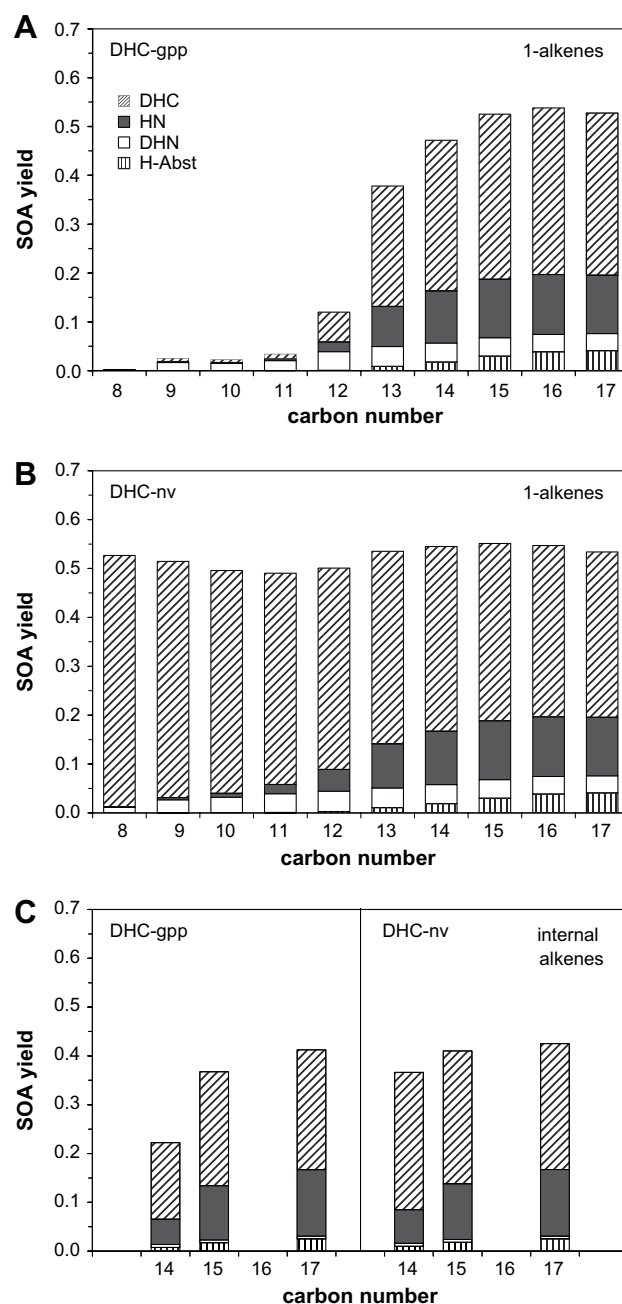 A
DHC-gpp
1-alkenes
DHC
HN
DHN
H-Abst
SOA yield
0.7
0.6
0.5
0.4
0.3
0.2
0.1
0.0
8 9 10 11 12 13 14 15 16 17
carbon number
B
DHC-nv
1-alkenes
SOA yield
0.7
0.6
0.5
0.4
0.3
0.2
0.1
0.0
8 9 10 11 12 13 14 15 16 17
carbon number
C
DHC-gpp
DHC-nv
internal
alkenes
SOA yield
0.7
0.6
0.5
0.4
0.3
0.2
0.1
0.0
14 15 16 17 14 15 16 17
carbon number carbon number